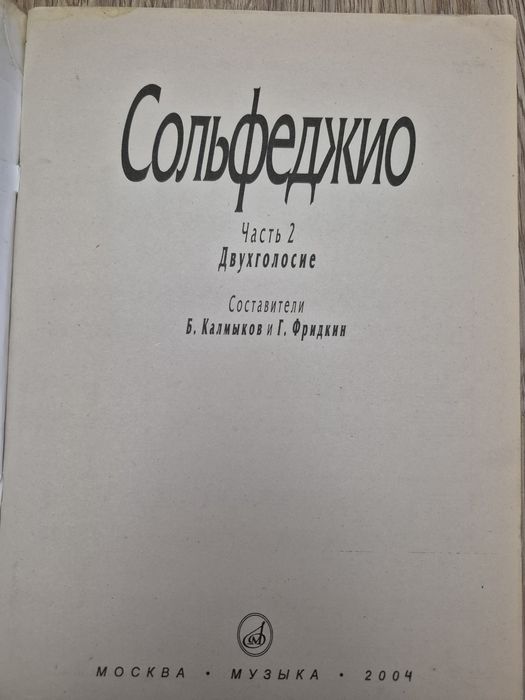 Сольфеджио
Часть 2
Двухголосие
Составители
Б. Калмыков и Г. Фридкин
МОСКВА • МУЗЫКА • 2004